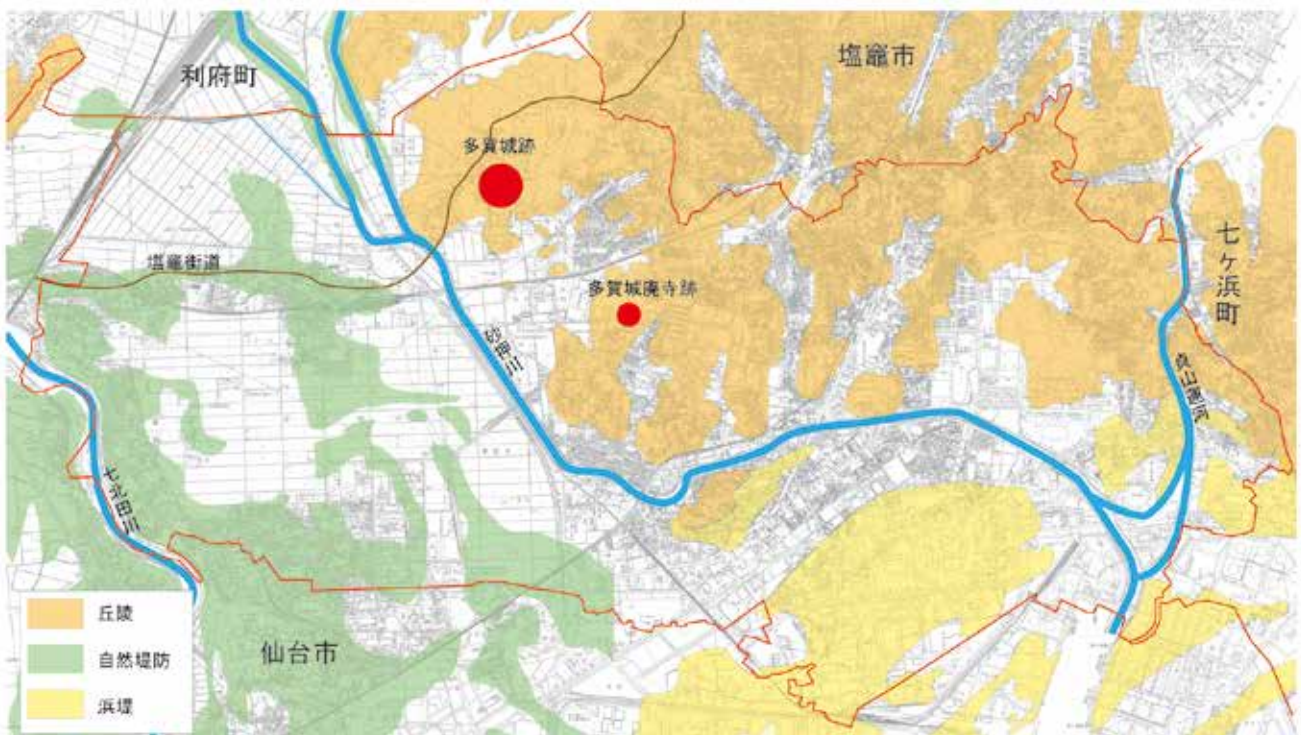 利府町
塩竈市
多賀城跡
七ヶ浜町
塩竈街道
多賀城廃寺跡
砂押川
貞山運河
七北田川
仙台市
丘陵
自然堤防
浜堤